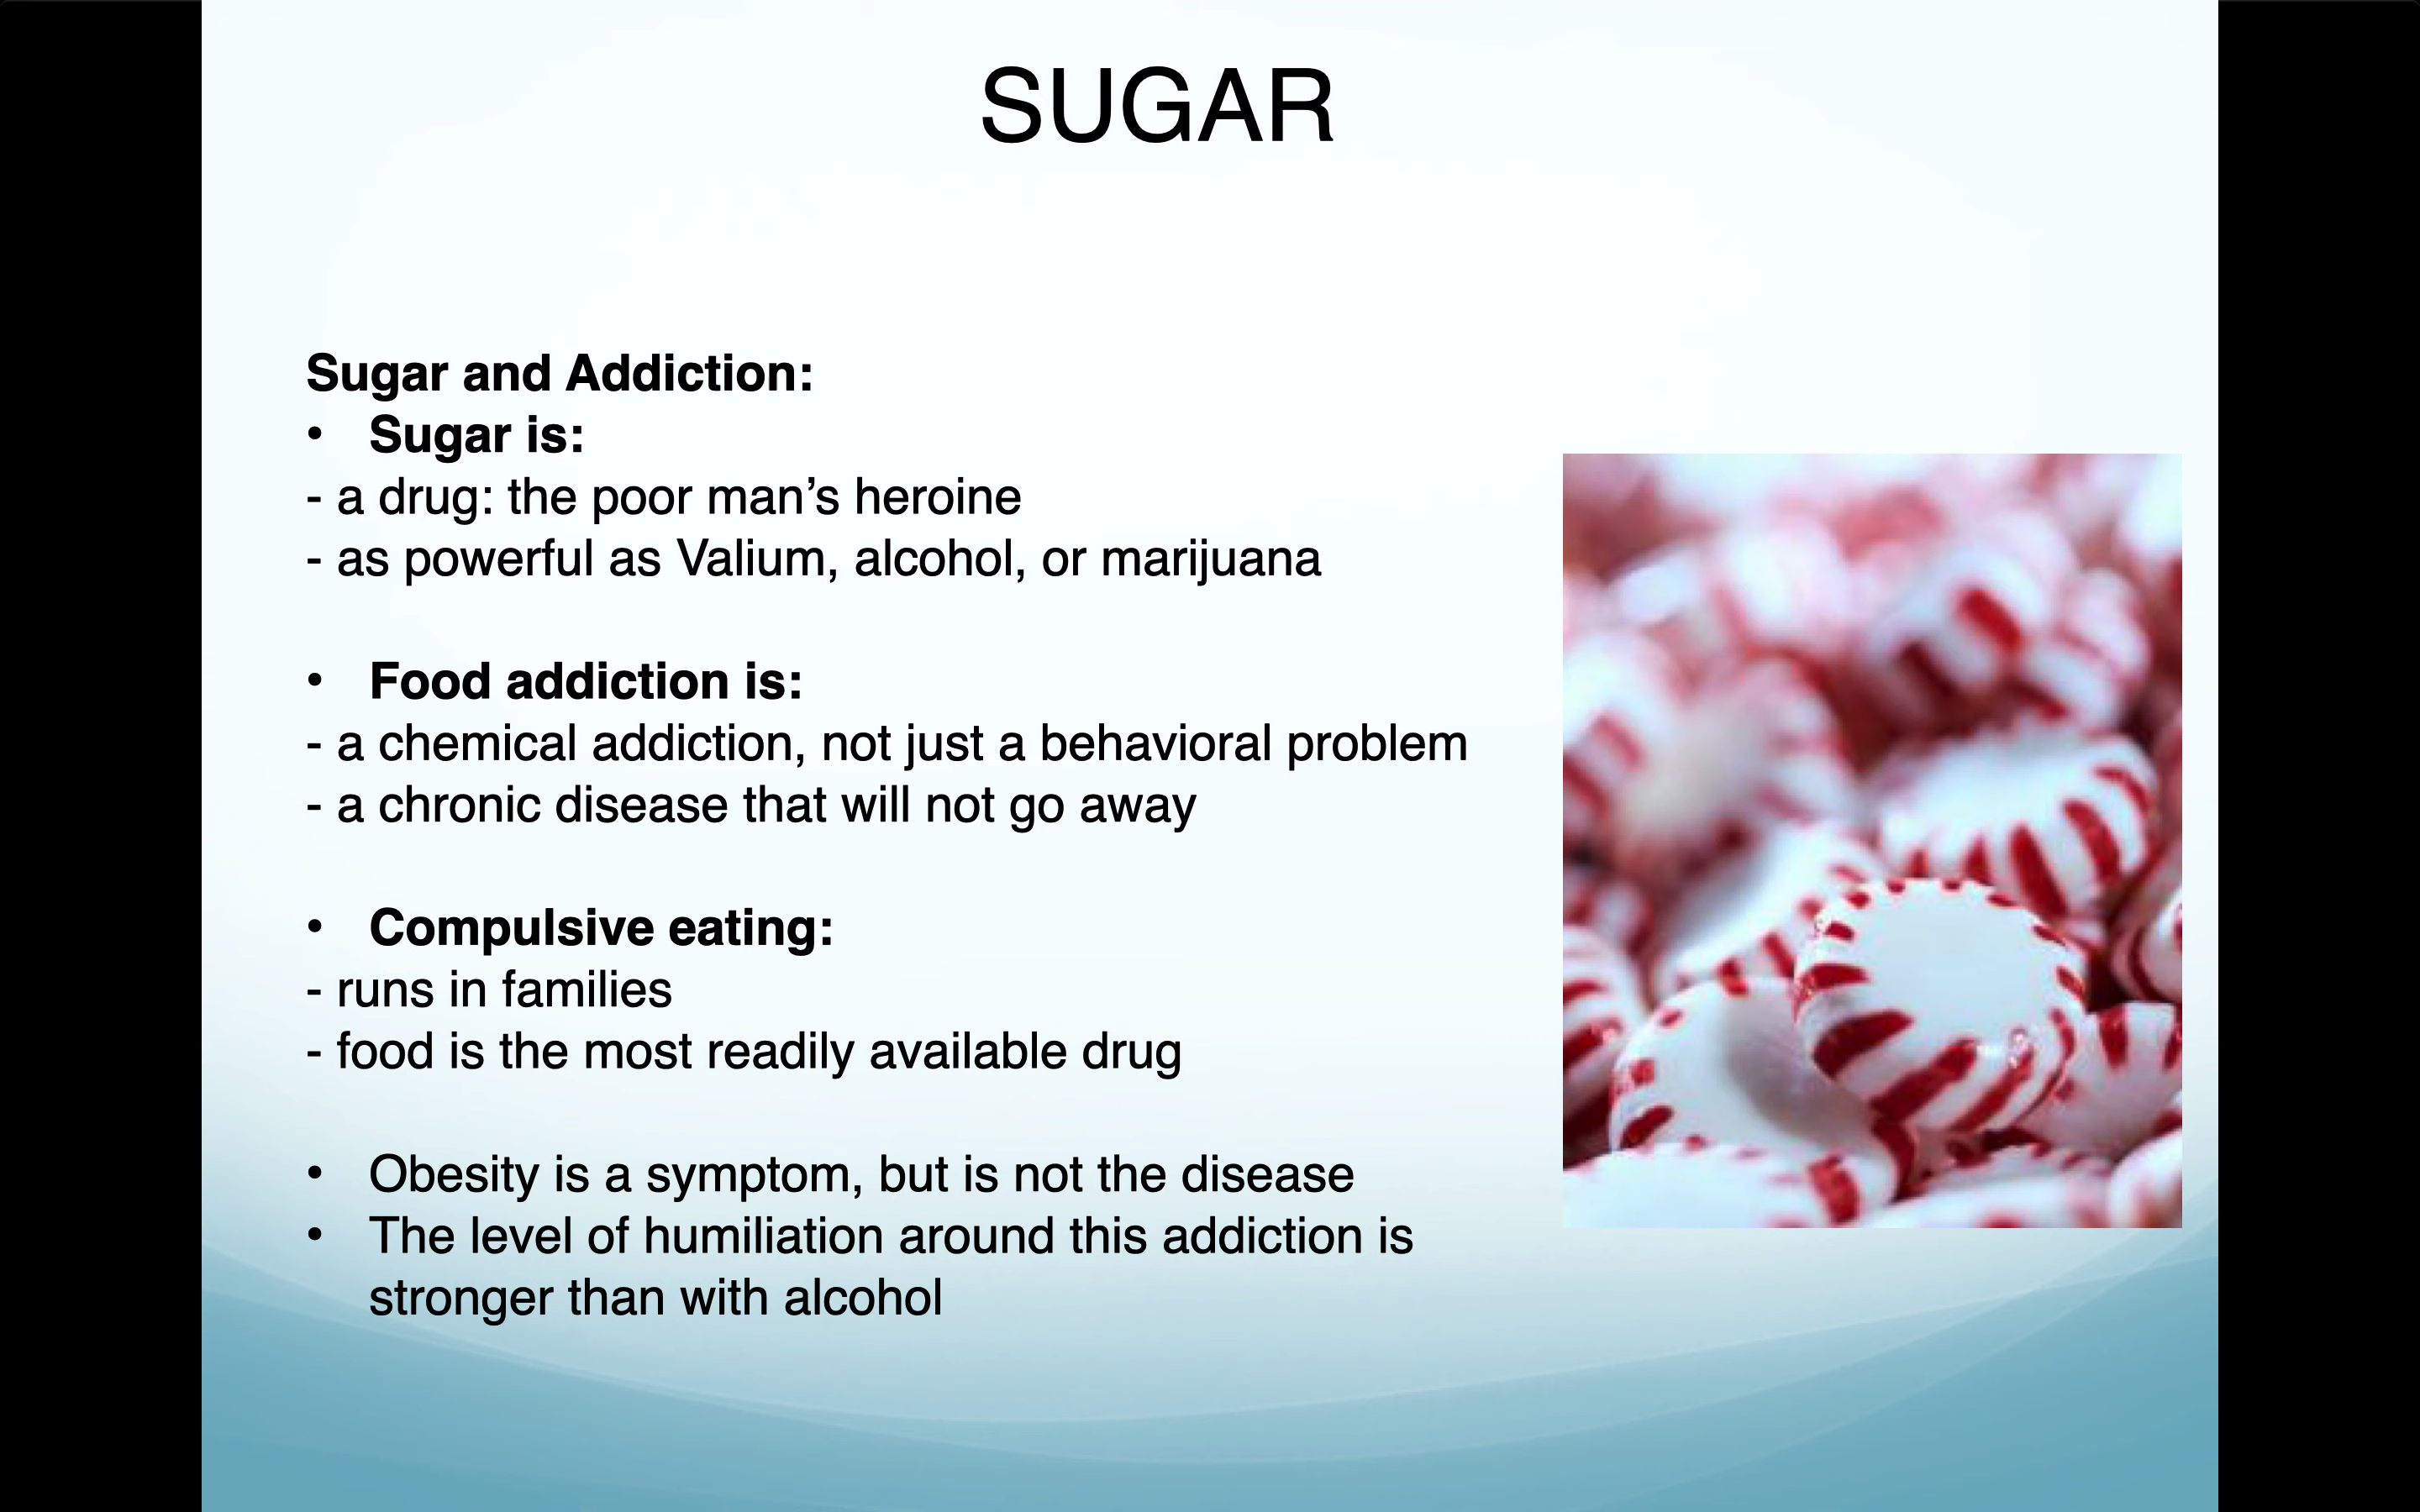 SUGAR
Sugar and Addiction:
• Sugar is:
- a drug: the poor man’s heroine
- as powerful as Valium, alcohol, or marijuana
• Food addiction is:
- a chemical addiction, not just a behavioral problem
- a chronic disease that will not go away
• Compulsive eating:
- runs in families
- food is the most readily available drug
• Obesity is a symptom, but is not the disease
• The level of humiliation around this addiction is
stronger than with alcohol